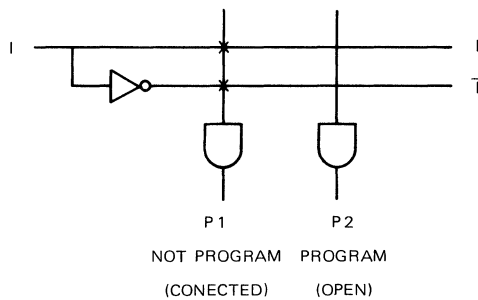 I I
I
P1 P2
NOT PROGRAM PROGRAM
(CONECTED) (OPEN)